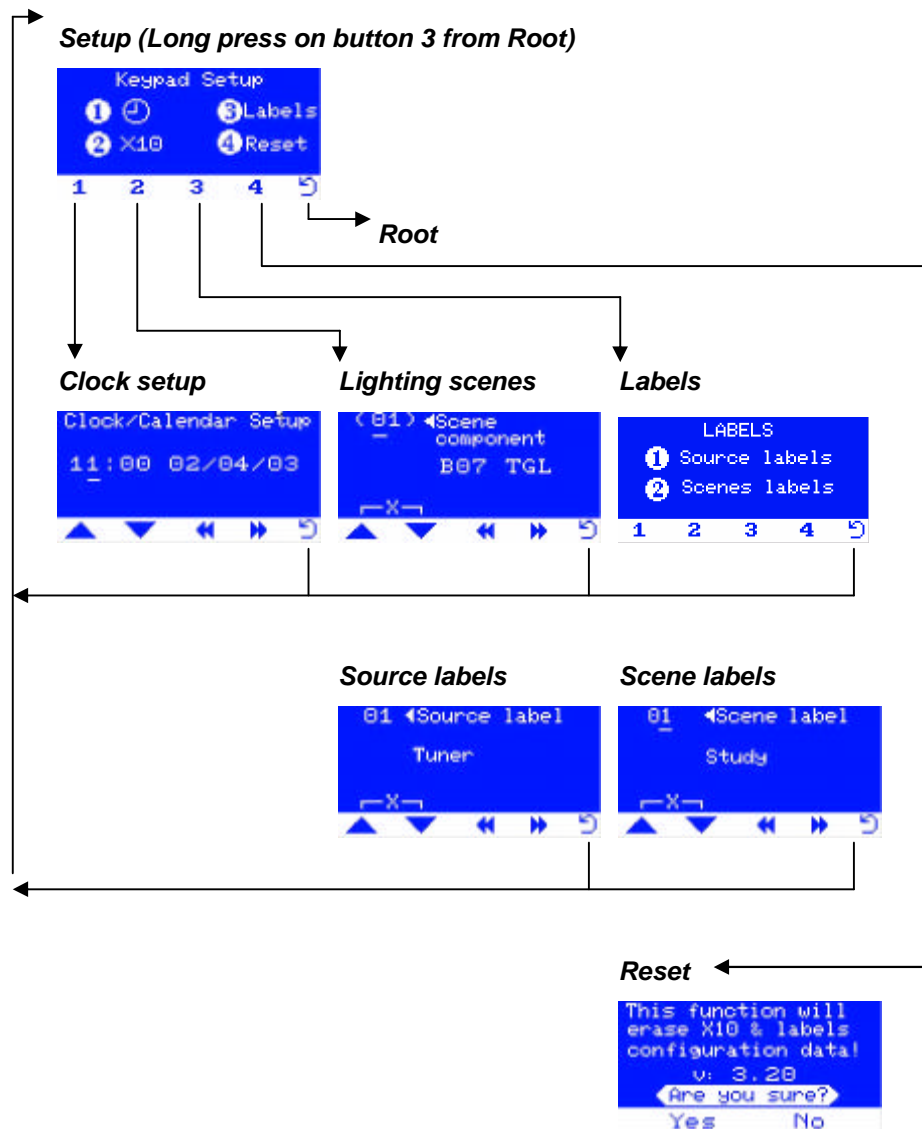 Setup (Long press on button 3 from Root)
Keypad Setup
1 3 Labels
2 X10 4 Reset
1 2 3 4
Root
Clock setup Lighting scenes Labels
Clock/Calendar Setup
11:00 02/04/03
(01) Scene
component
B07 TGL
X
LABELS
1 Source labels
2 Scenes labels
1 2 3 4
Source labels Scene labels
01 Source label
Tuner
X
01 Scene label
Study
X
Reset
This function will
erase X10 & labels
configuration data!
v: 3.20
Are you sure?
Yes No